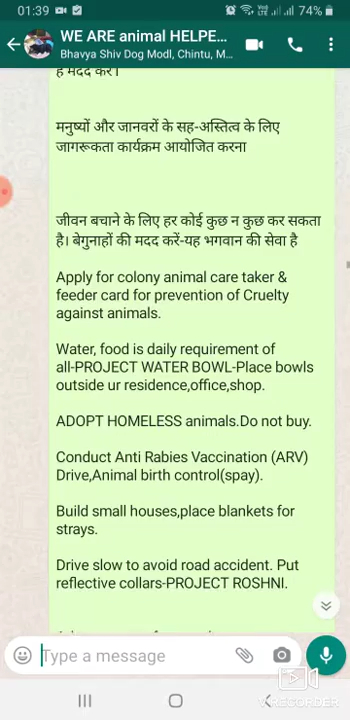 01:39
74%
WE ARE animal HELPE...
Bhavya Shiv Dog Modl, Chintu, M...
ह मदद कर।
मनुष्यों और जानवरों के सह-अस्तित्व के लिए
जागरूकता कार्यक्रम आयोजित करना
जीवन बचाने के लिए हर कोई कुछ न कुछ कर सकता
है। बेगुनाहों की मदद करें-यह भगवान की सेवा है
Apply for colony animal care taker &
feeder card for prevention of Cruelty
against animals.
Water, food is daily requirement of
all-PROJECT WATER BOWL-Place bowls
outside ur residence,office,shop.
ADOPT HOMELESS animals.Do not buy.
Conduct Anti Rabies Vaccination (ARV)
Drive,Animal birth control(spay).
Build small houses,place blankets for
strays.
Drive slow to avoid road accident. Put
reflective collars-PROJECT ROSHNI.
Type a message
V RECORDER